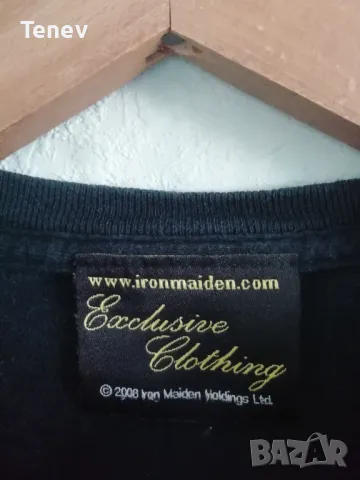 Tenev
www.ironmaiden.com
Exclusive
Clothing
© 2008 Iron Maiden Holdings Ltd.
BAZAR